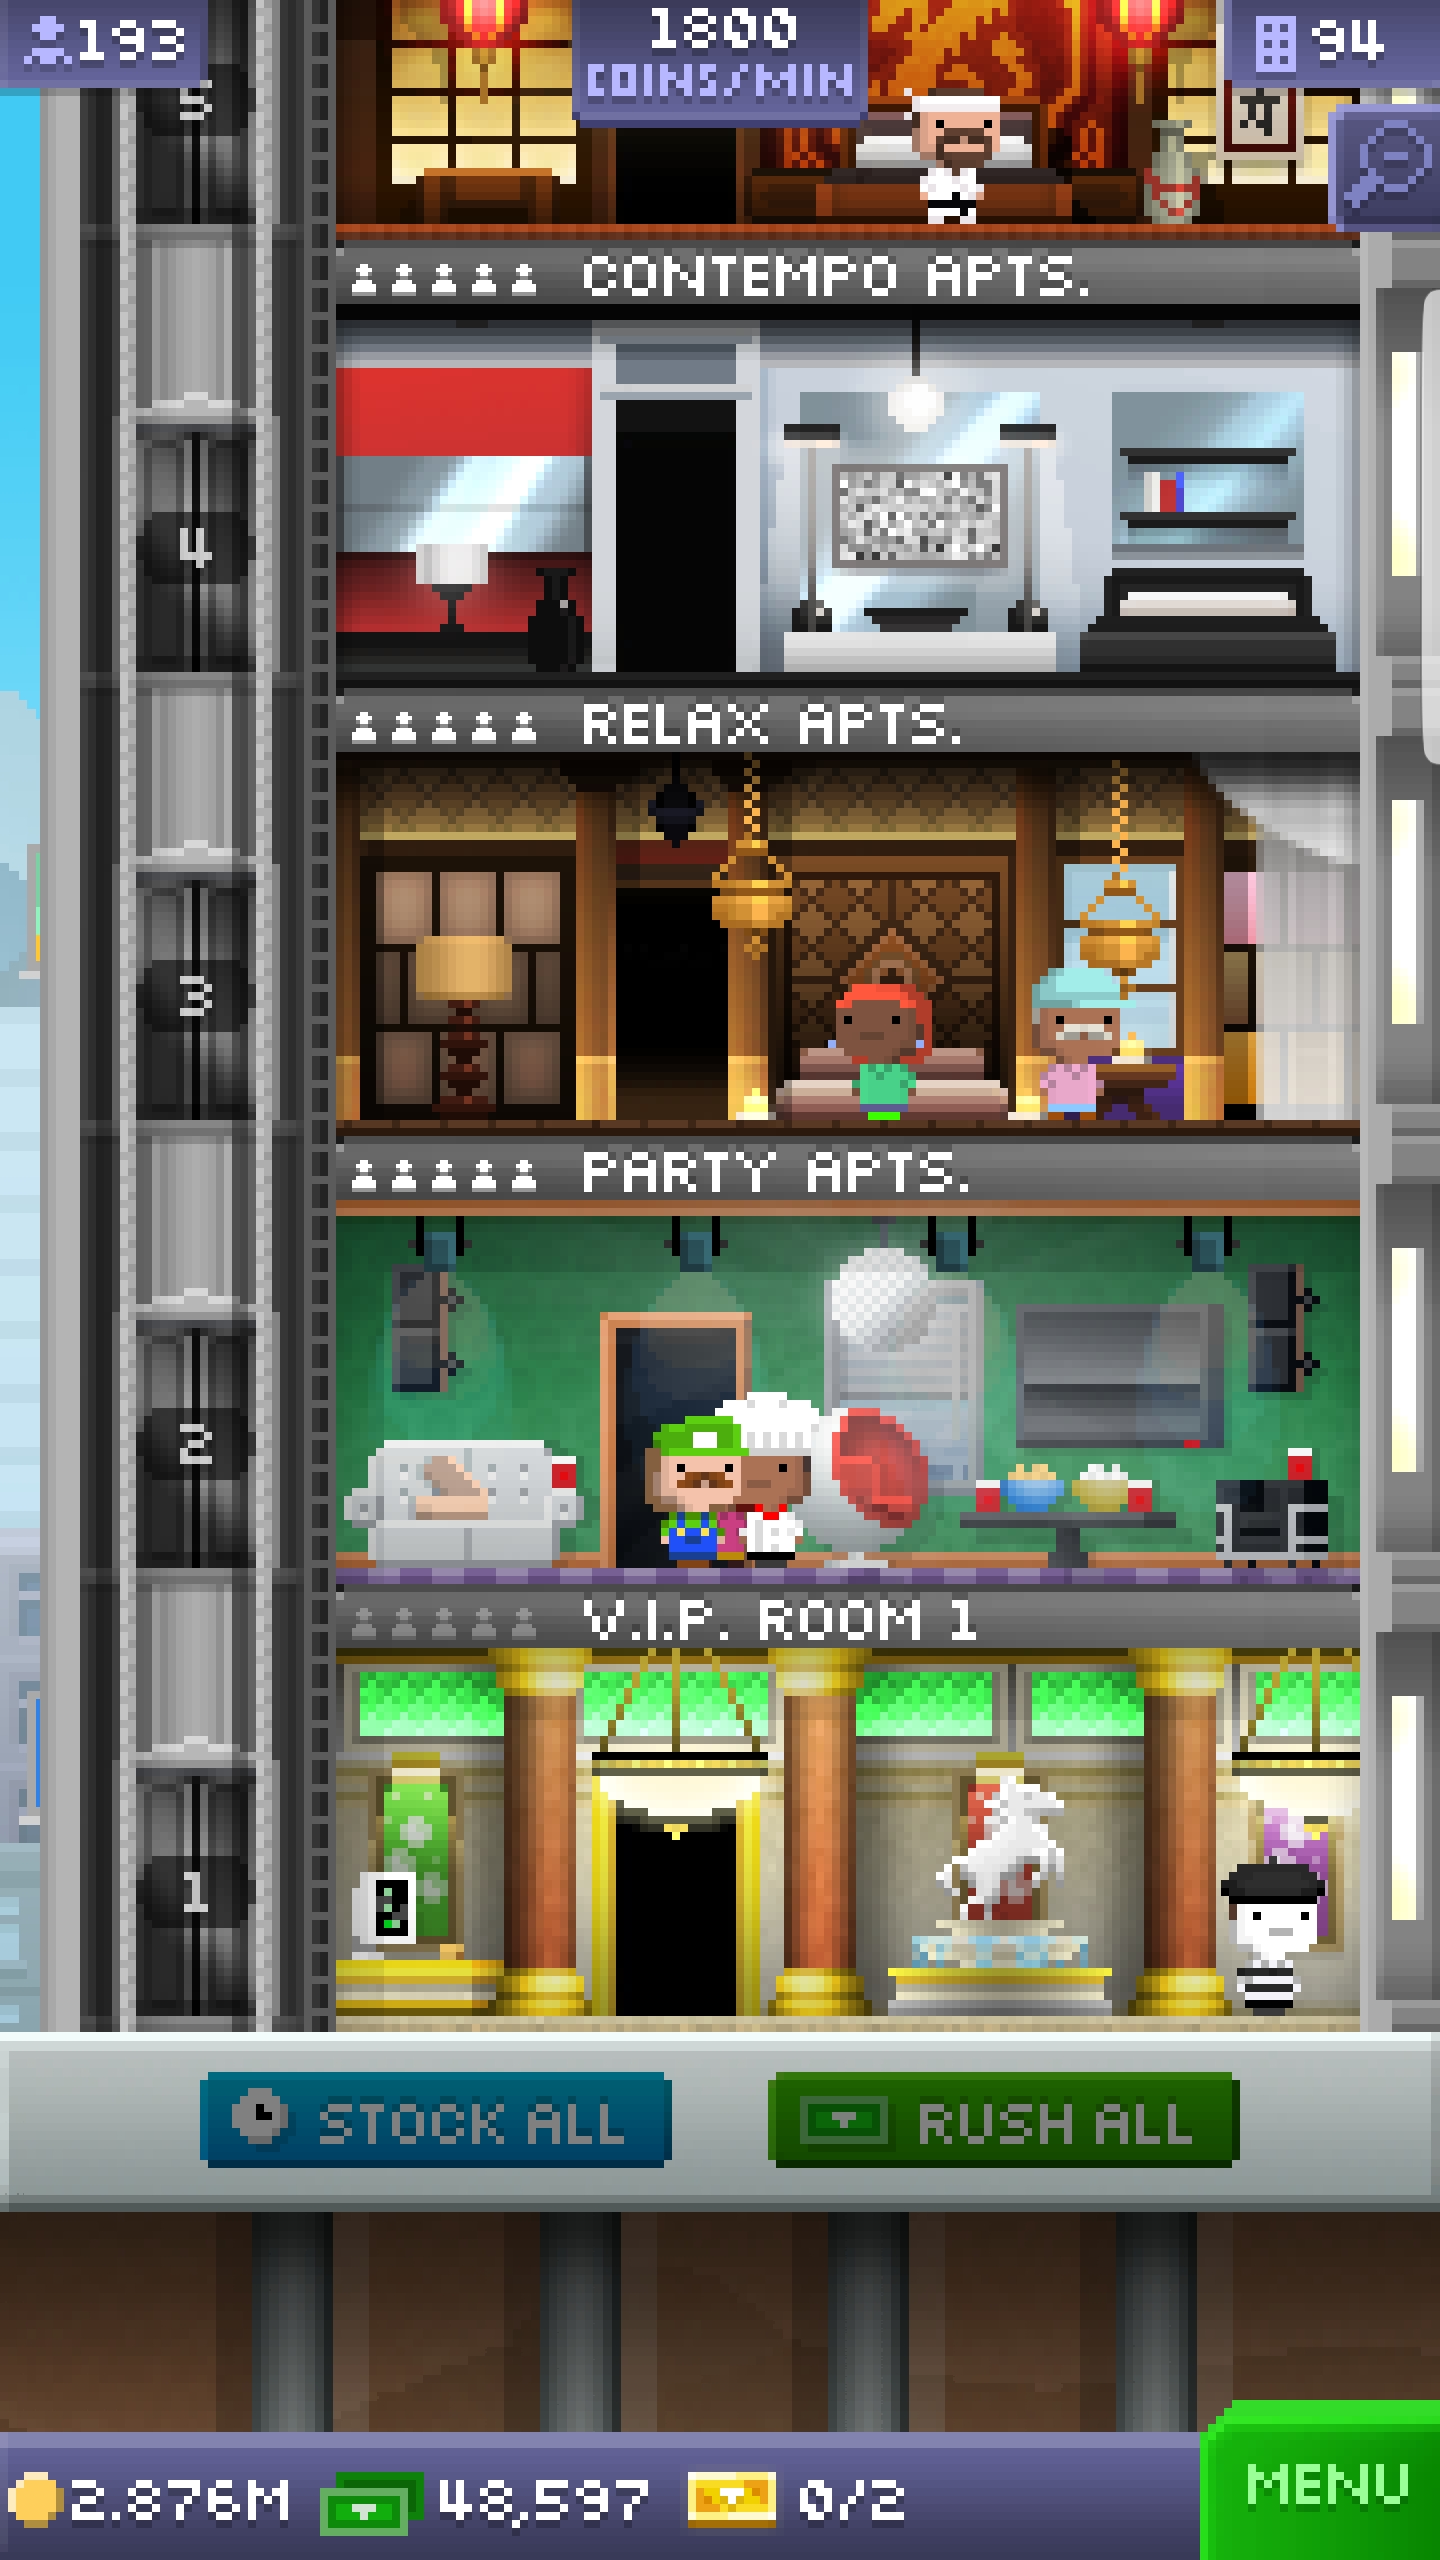 193
1800
COINS/MIN
94
5
CONTEMPO APTS.
4
RELAX APTS.
3
PARTY APTS.
2
V.I.P. ROOM 1
1
STOCK ALL
RUSH ALL
2.876M
48,597
0/2
MENU